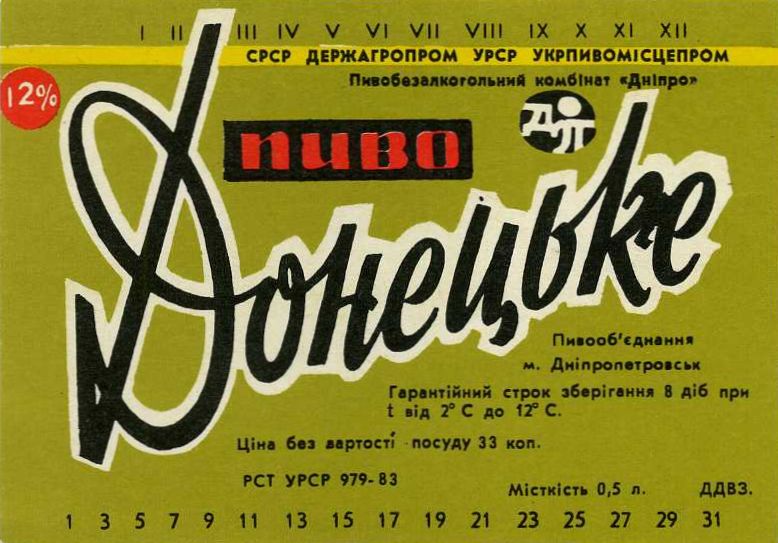 I II III IV V VI VII VIII IX X XI XII
СРСР ДЕРЖАГРОПРОМ УРСР УКРПИВОМІСЦЕПРОМ
Пивобезалкогольний комбінат «Дніпро»
12%
ДП
пиво
Донецьке
Пивооб'єднання
м. Дніпропетровськ
Гарантійний строк зберігання 8 діб при
t від 2° С до 12° С.
Ціна без вартості посуду 33 коп.
РСТ УРСР 979-83
Місткість 0,5 л. ДДВЗ.
1 3 5 7 9 11 13 15 17 19 21 23 25 27 29 31